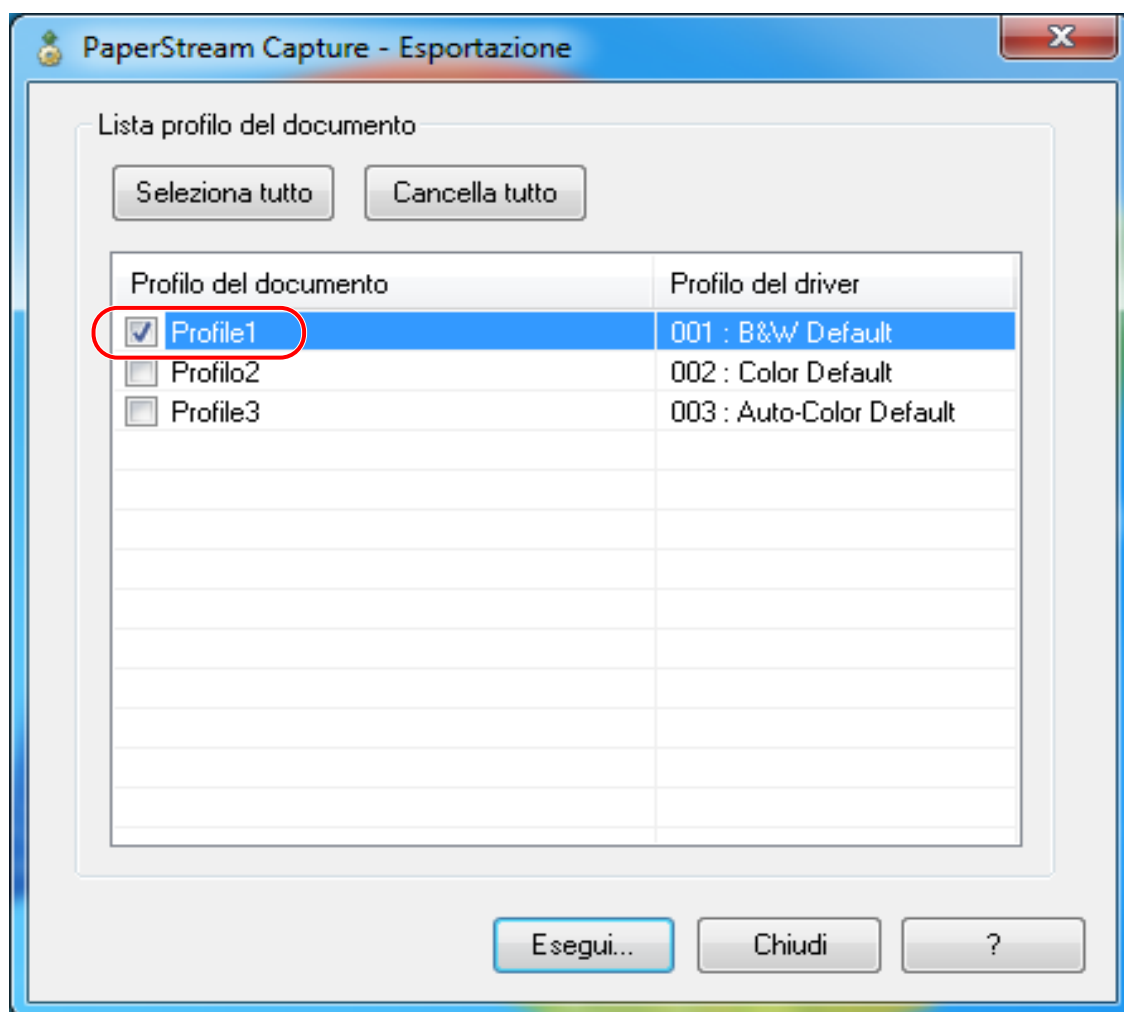 PaperStream Capture - Esportazione
x
Lista profilo del documento
Seleziona tutto Cancella tutto
Profilo del documento Profilo del driver
Profile1 001 : B&W Default
Profilo2 002 : Color Default
Profile3 003 : Auto-Color Default
Esegui... Chiudi ?